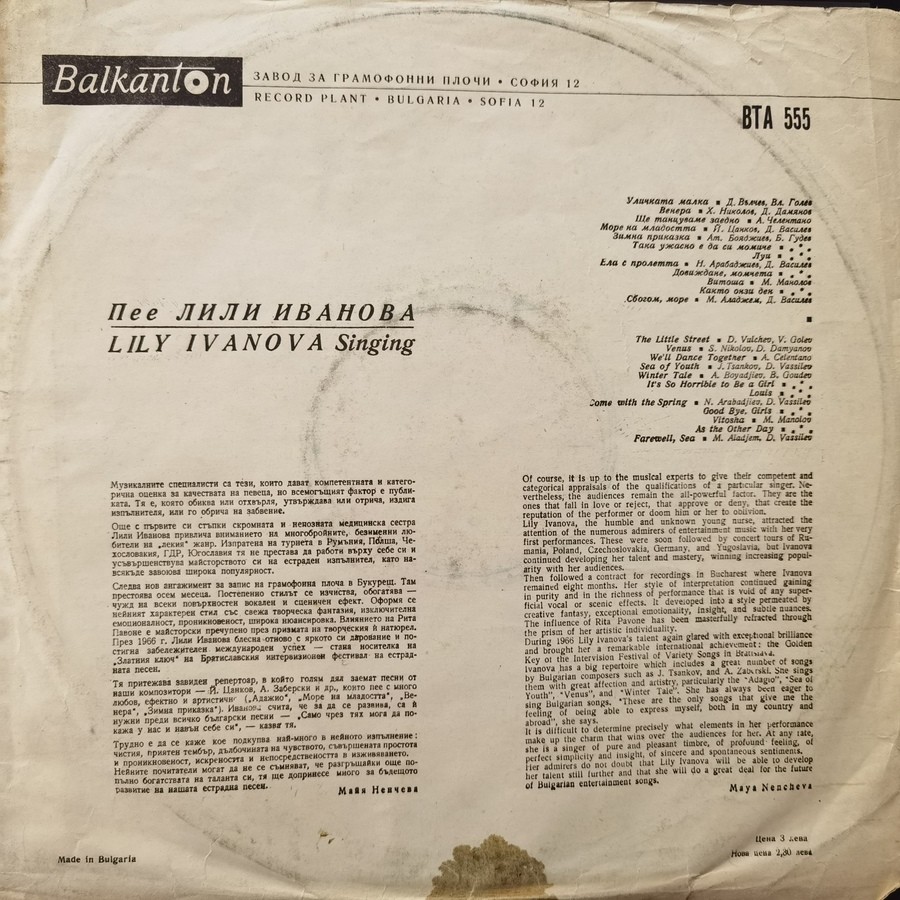 Balkanton
ЗАВОД ЗА ГРАМОФОННИ ПЛОЧИ • СОФИЯ 12
RECORD PLANT • BULGARIA • SOFIA 12
ВТА 555
Уличката малка ▪ Д. Вълчев, Вл. Голев
Венера ▪ Х. Николов, Д. Дамянов
Ще танцуваме заедно ▪ А. Челентано
Море на младостта ▪ Й. Цанков, Д. Василев
Зимна приказка ▪ Ат. Бояджиев, Б. Гудев
Така ужасно е да си момиче ▪ * * *
Луи ▪ * * *
Ела с пролетта ▪ Н. Арабаджиев, Д. Василев
Довиждане, момчета ▪ * * *
Витоша ▪ М. Манолов
Както онзи ден ▪ * * *
Сбогом, море ▪ М. Аладжем, Д. Василев
▪
The Little Street ▪ D. Vulchev, V. Golev
Venus ▪ S. Nikolov, D. Damyanov
We'll Dance Together ▪ A. Celentano
Sea of Youth ▪ J. Tsankov, D. Vassilev
Winter Tale ▪ A. Boyadjiev, B. Goudev
It's So Horrible to Be a Girl ▪ * * *
Louis ▪ * * *
Come with the Spring ▪ N. Arabadjiev, D. Vassilev
Good Bye, Girls ▪ * * *
Vitosha ▪ M. Manolov
As the Other Day ▪ * * *
Farewell, Sea ▪ M. Aladjem, D. Vassilev
Пее ЛИЛИ ИВАНОВА
LILY IVANOVA Singing
Музикалните специалисти са тези, които дават компетентната и катего-
рична оценка за качествата на певеца, но всемогъщият фактор е публи-
ката. Тя е, която обиква или отхвърля, утвърждава или отрича, издига
изпълнителя, или го обрича на забвение.
Още с първите си стъпки скромната и непозната медицинска сестра
Лили Иванова привлича вниманието на многобройните, безименни лю-
бители на „лекия" жанр. Изпратена на турнета в Румъния, Полша, Че-
хословакия, ГДР, Югославия тя не престава да работи върху себе си и
усъвършенствува майсторството си на естраден изпълнител, като на-
всякъде завоюва широка популярност.
Следва нов ангажимент за запис на грамофонна плоча в Букурещ. Там
престоява осем месеца. Постепенно стилът се изчиства, обогатява —
чужд на всеки повърхностен вокален и сценичен ефект. Оформя се
нейният характерен стил със свежа творческа фантазия, изключителна
емоционалност, проникновеност, широка нюансировка. Влиянието на Рита
Павоне е майсторски пречупено през призмата на творческия ѝ натюрел.
През 1966 г. Лили Иванова блесна отново с яркото си дарование и по-
стигна забележителен международен успех — стана носителка на
„Златния ключ" на Братиславския интервизионен фестивал на естрад-
ната песен.
Тя притежава завиден репертоар, в който голям дял заемат песни от
наши композитори — Й. Цанков, А. Заберски и др., които пее с много
любов, ефектно и артистично („Адажио", „Море на младостта", „Ве-
нера", „Зимна приказка"). Иванова счита, че за да се развива, са ѝ
нужни преди всичко български песни — „Само чрез тях мога да по-
кажа у нас и навън себе си", — казва тя.
Трудно е да се каже кое подкупва най-много в нейното изпълнение:
чистия, приятен тембър, дълбочината на чувството, съвършената простота
и проникновеност, искреността и непосредствеността в изживяването.
Нейните почитатели могат да не се съмняват, че разгръщайки още по-
пълно богатствата на таланта си, тя ще допринесе много за бъдещото
развитие на нашата естрадна песен.
Майя Ненчева
Of course, it is up to the musical experts to give their competent and
categorical appraisals of the qualifications of a particular singer. Ne-
vertheless, the audiences remain the all-powerful factor. They are the
ones that fall in love or reject, that approve or deny, that create the
reputation of the performer or doom him or her to oblivion.
Lily Ivanova, the humble and unknown young nurse, attracted the
attention of the numerous admirers of entertainment music with her very
first performances. These were soon followed by concert tours of Ru-
mania, Poland, Czechoslovakia, Germany, and Yugoslavia, but Ivanova
continued developing her talent and mastery, winning increasing popul-
arity with her audiences.
Then followed a contract for recordings in Bucharest where Ivanova
remained eight months. Her style of interpretation continued gaining
in purity and in the richness of performance that is void of any super-
ficial vocal or scenic effects. It developed into a style permeated by
creative fantasy, exceptional emotionality, insight, and subtle nuances.
The influence of Rita Pavone has been masterfully refracted through
the prism of her artistic individuality.
During 1966 Lily Ivanova's talent again glared with exceptional brilliance
and brought her a remarkable international achievement: the Golden
Key of the Intervision Festival of Variety Songs in Bratislava.
Ivanova has a big repertoire which includes a great number of songs
by Bulgarian composers such as J. Tsankov, and A. Zaberski. She sings
them with great affection and artistry, particularly the "Adagio", "Sea of
Youth", "Venus", and "Winter Tale". She has always been eager to
sing Bulgarian songs. "These are the only songs that give me the
feeling of being able to express myself, both in my country and
abroad", she says.
It is difficult to determine precisely what elements in her performance
make up the charm that wins over the audiences for her. At any rate,
she is a singer of pure and pleasant timbre, of profound feeling, of
perfect simplicity and insight, of sincere and spontaneous sentiments.
Her admirers do not doubt that Lily Ivanova will be able to develop
her talent still further and that she will do a great deal for the future
of Bulgarian entertainment songs.
Maya Nencheva
Made in Bulgaria
Цена 3 лева
Нова цена 2,80 лева